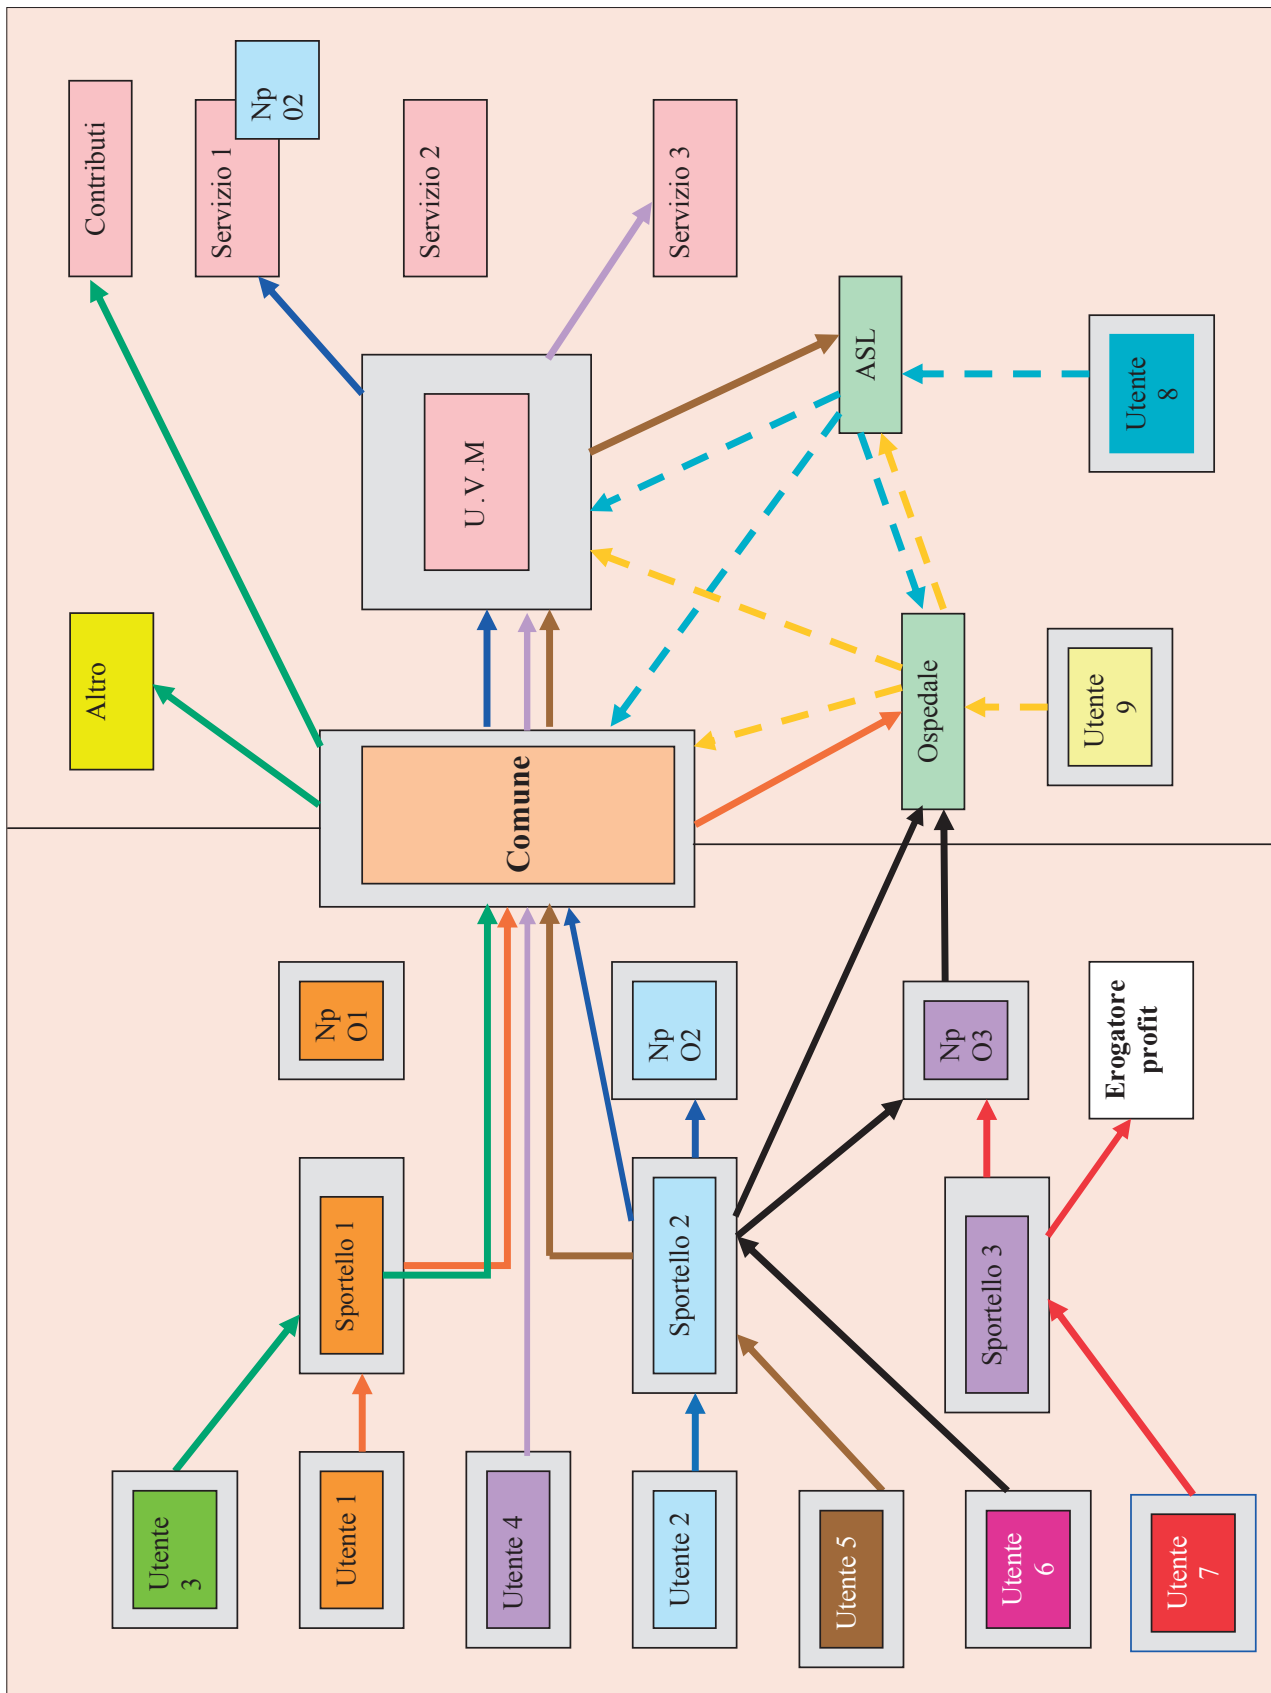 Utente
3
Utente 1
Utente 4
Utente 2
Utente 5
Utente
6
Utente
7
Sportello 1
Sportello 2
Sportello 3
Np
O1
Np
O2
Np
O3
Erogatore
profit
Comune
Altro
U.V.M
Ospedale
Utente
9
Contributi
Servizio 1
Np
02
Servizio 2
Servizio 3
ASL
Utente
8